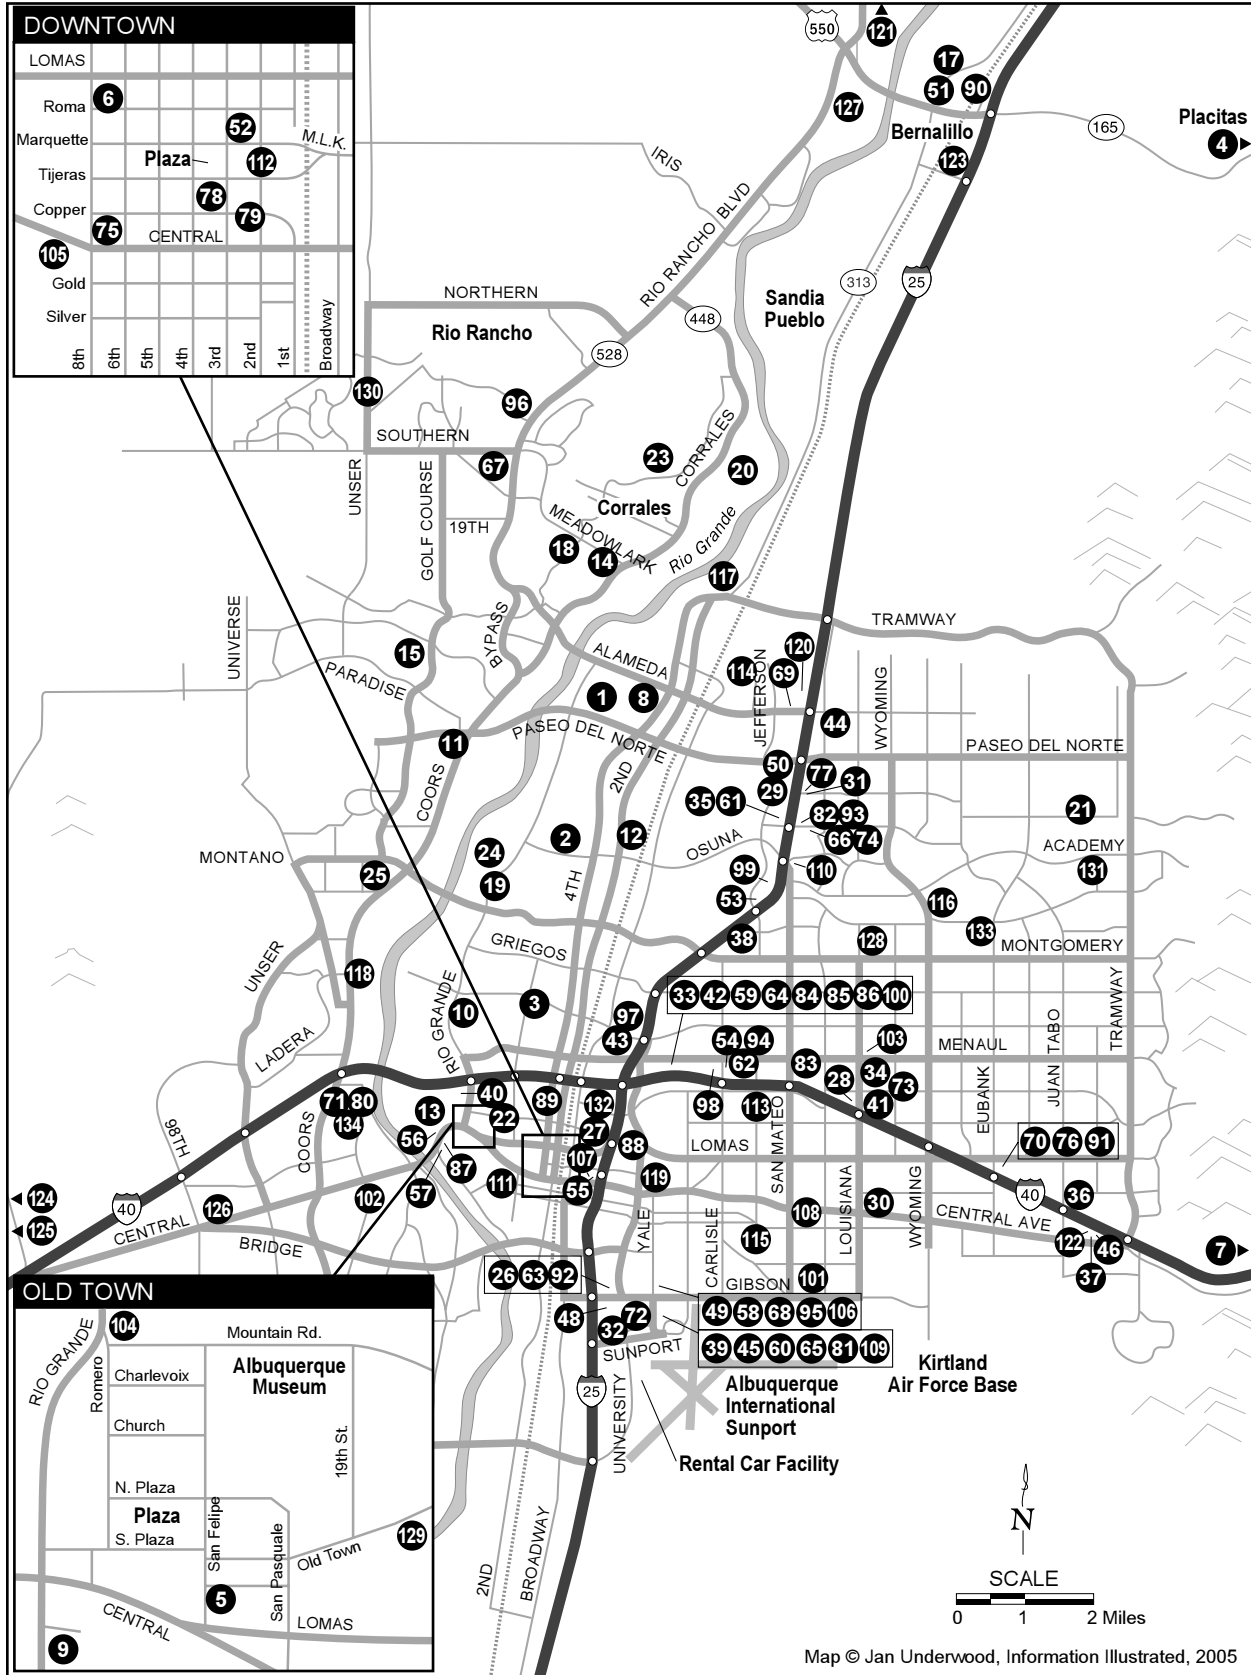 DOWNTOWN
LOMAS
Roma
Marquette
M.L.K.
Plaza
Tijeras
Copper
CENTRAL
Gold
Silver
8th
6th
5th
4th
3rd
2nd
1st
Broadway
6
52
112
78
79
75
105
550
121
17
51
90
127
Bernalillo
165
Placitas
4
123
IRIS
RIO RANCHO BLVD
313
25
Sandia
Pueblo
NORTHERN
Rio Rancho
448
528
130
96
SOUTHERN
67
23
CORRALES
20
UNSER
GOLF COURSE
19TH
Corrales
MEADOWLARK
18
14
Rio Grande
117
TRAMWAY
UNIVERSE
BYPASS
15
PARADISE
ALAMEDA
120
114
69
JEFFERSON
WYOMING
1
8
44
11
PASEO DEL NORTE
PASEO DEL NORTE
COORS
2ND
50
77
29
31
35
61
82
93
66
74
21
2
12
OSUNA
ACADEMY
MONTANO
24
99
110
131
25
19
4TH
53
116
133
GRIEGOS
38
128
MONTGOMERY
UNSER
118
33
42
59
64
84
85
86
100
RIO GRANDE
10
3
97
43
LADERA
54
94
62
103
MENAUL
JUAN TABO
TRAMWAY
83
28
34
73
41
EUBANK
71
80
134
13
40
22
89
132
98
113
98TH
COORS
56
27
88
LOMAS
SAN MATEO
70
76
91
87
57
107
55
111
119
40
124
125
126
102
108
LOUISIANA
30
WYOMING
40
36
CENTRAL
CENTRAL AVE
BRIDGE
YALE
CARLISLE
115
122
46
37
7
26
63
92
GIBSON
101
48
72
32
49
58
68
95
106
SUNPORT
39
45
60
65
81
109
Kirtland
Air Force Base
25
UNIVERSITY
Albuquerque
International
Sunport
Rental Car Facility
2ND
BROADWAY
OLD TOWN
104
RIO GRANDE
Mountain Rd.
Romero
Charlevoix
Albuquerque
Museum
Church
19th St.
N. Plaza
Plaza
S. Plaza
San Felipe
San Pasquale
Old Town
129
5
CENTRAL
LOMAS
9
N
SCALE
0 1 2 Miles
Map © Jan Underwood, Information Illustrated, 2005